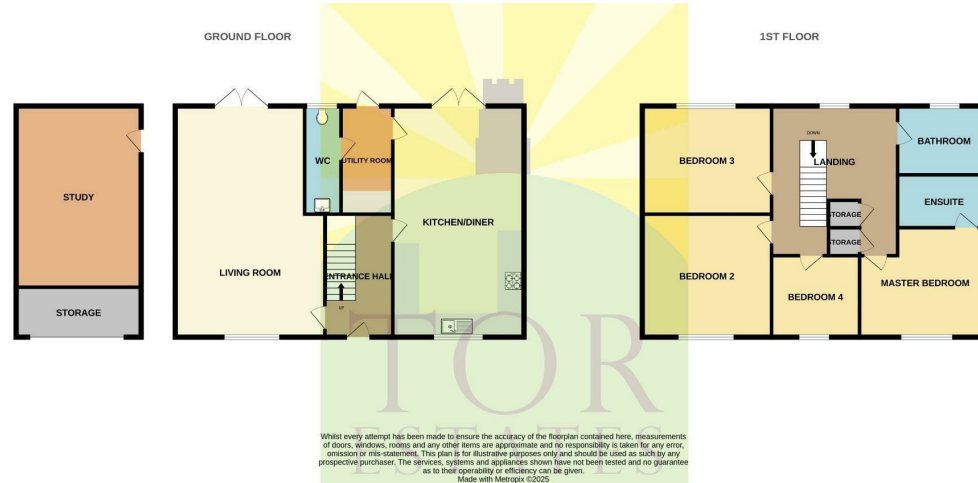 GROUND FLOOR
1ST FLOOR
STUDY
STORAGE
WC
UTILITY ROOM
KITCHEN/DINER
LIVING ROOM
ENTRANCE HALL
UP
BEDROOM 3
DOWN
LANDING
BATHROOM
ENSUITE
STORAGE
STORAGE
BEDROOM 2
BEDROOM 4
MASTER BEDROOM
TOR
ESTATES
Whilst every attempt has been made to ensure the accuracy of the floorplan contained here, measurements
of doors, windows, rooms and any other items are approximate and no responsibility is taken for any error,
omission or mis-statement. This plan is for illustrative purposes only and should be used as such by any
prospective purchaser. The services, systems and appliances shown have not been tested and no guarantee
as to their operability or efficiency can be given.
Made with Metropix ©2025